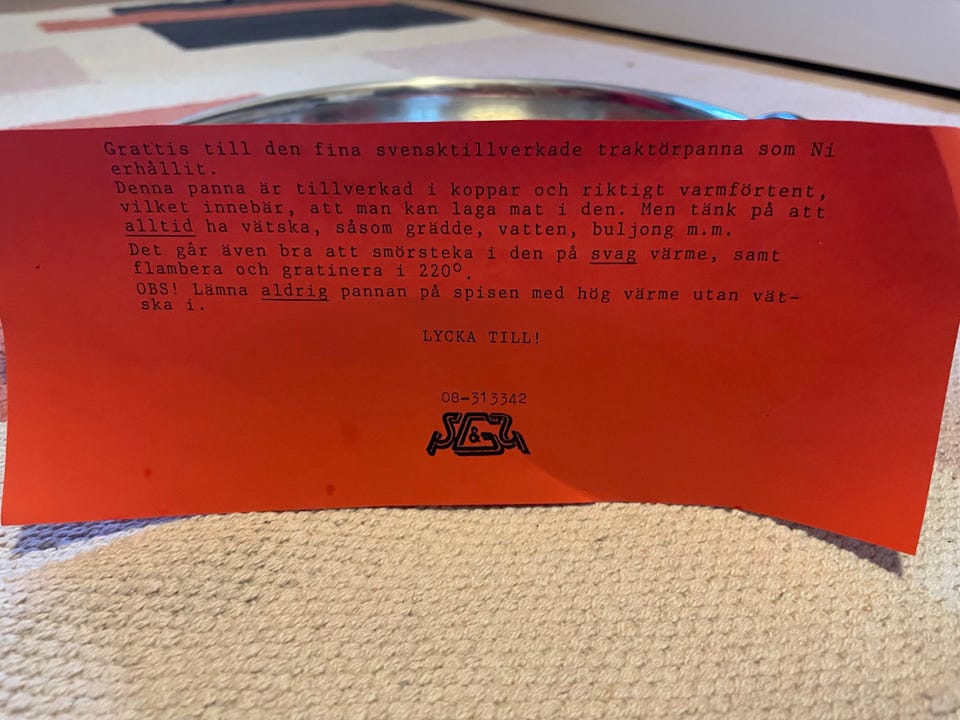 Grattis till den fina svensktillverkade traktörpanna som Ni
erhållit.
Denna panna är tillverkad i koppar och riktigt varmförtent,
vilket innebär, att man kan laga mat i den. Men tänk på att
alltid ha vätska, såsom grädde, vatten, buljong m.m.
Det går även bra att smörsteka i den på svag värme, samt
flambera och gratinera i 220°.
OBS! Lämna aldrig pannan på spisen med hög värme utan vät-
ska i.
LYCKA TILL!
08-313342